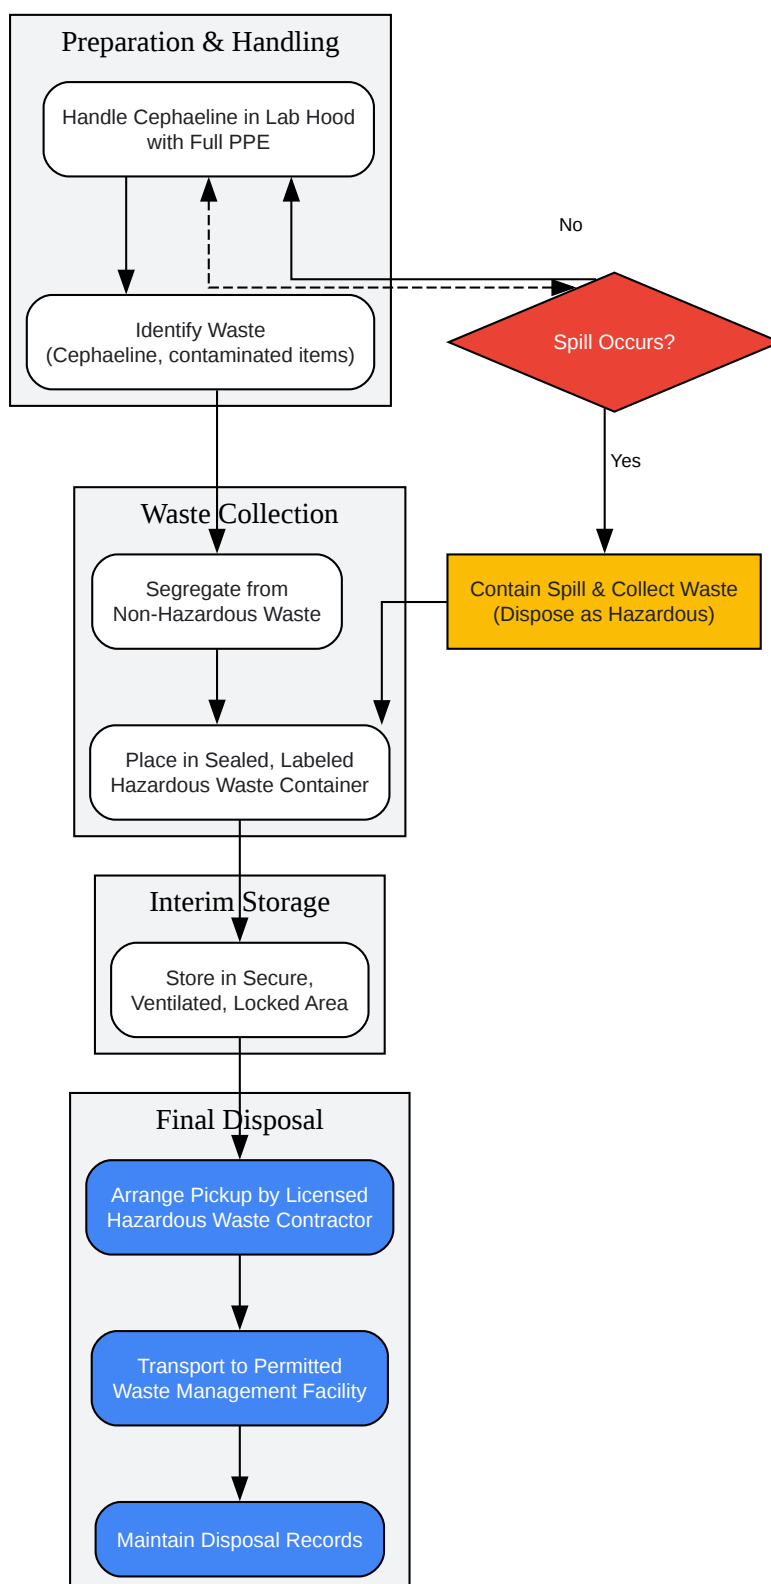 Preparation & Handling
Handle Cephaeline in Lab Hood
with Full PPE
No
Identify Waste
(Cephaeline, contaminated items)
Spill Occurs?
Yes
Waste Collection
Segregate from
Non-Hazardous Waste
Contain Spill & Collect Waste
(Dispose as Hazardous)
Place in Sealed, Labeled
Hazardous Waste Container
Interim Storage
Store in Secure,
Ventilated, Locked Area
Final Disposal
Arrange Pickup by Licensed
Hazardous Waste Contractor
Transport to Permitted
Waste Management Facility
Maintain Disposal Records